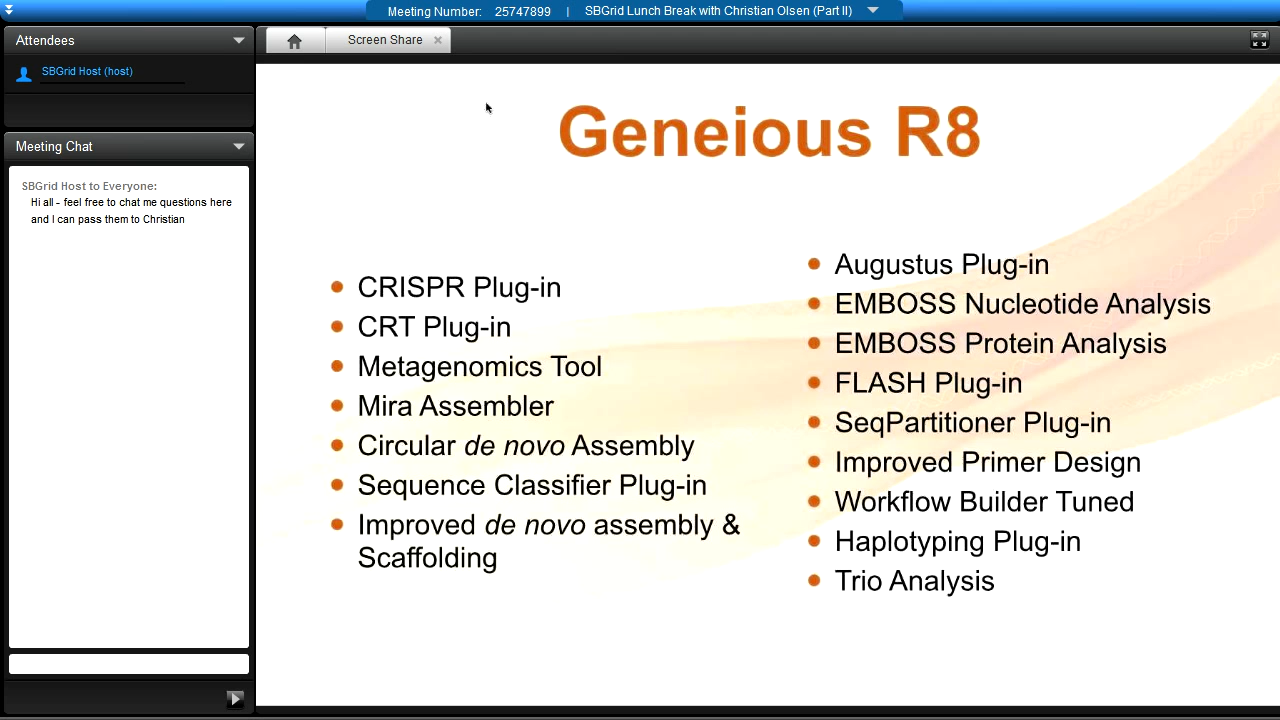 Meeting Number: 25747899 | SBGrid Lunch Break with Christian Olsen (Part II)
Attendees
SBGrid Host (host)
Meeting Chat
SBGrid Host to Everyone:
Hi all - feel free to chat me questions here
and I can pass them to Christian
Screen Share
Geneious R8
CRISPR Plug-in
CRT Plug-in
Metagenomics Tool
Mira Assembler
Circular de novo Assembly
Sequence Classifier Plug-in
Improved de novo assembly &
Scaffolding
Augustus Plug-in
EMBOSS Nucleotide Analysis
EMBOSS Protein Analysis
FLASH Plug-in
SeqPartitioner Plug-in
Improved Primer Design
Workflow Builder Tuned
Haplotyping Plug-in
Trio Analysis